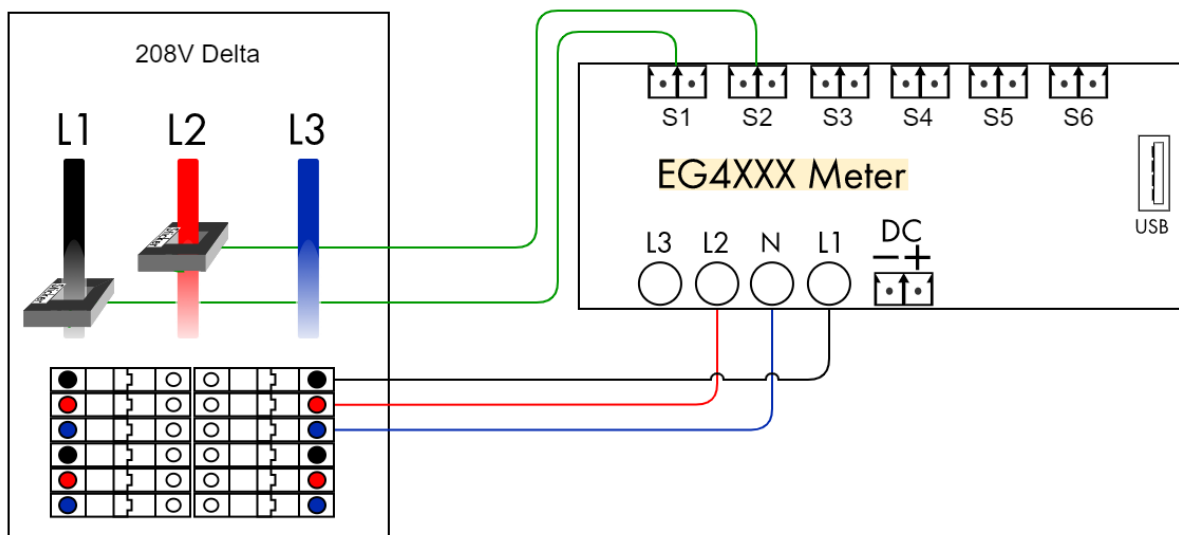 208V Delta
L1 L2 L3
S1 S2 S3 S4 S5 S6
EG4XXX Meter
USB
L3 L2 N L1 DC
− +